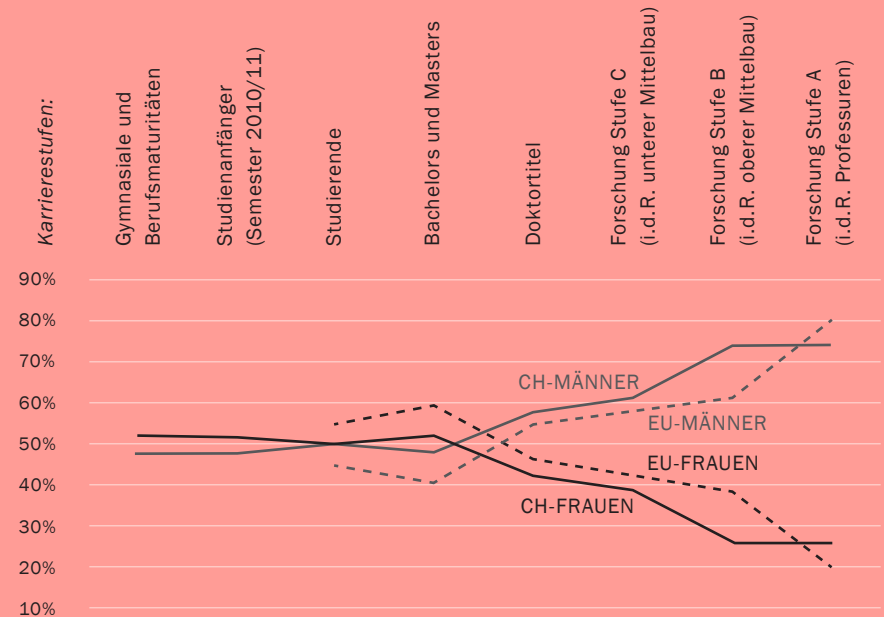 Karrierestufen:
Gymnasiale und
Berufsmaturitäten
Studienanfänger
(Semester 2010/11)
Studierende
Bachelors und Masters
Doktortitel
Forschung Stufe C
(i.d.R. unterer Mittelbau)
Forschung Stufe B
(i.d.R. oberer Mittelbau)
Forschung Stufe A
(i.d.R. Professuren)
90%
80%
70%
60%
50%
40%
30%
20%
10%
CH-MÄNNER
EU-MÄNNER
EU-FRAUEN
CH-FRAUEN